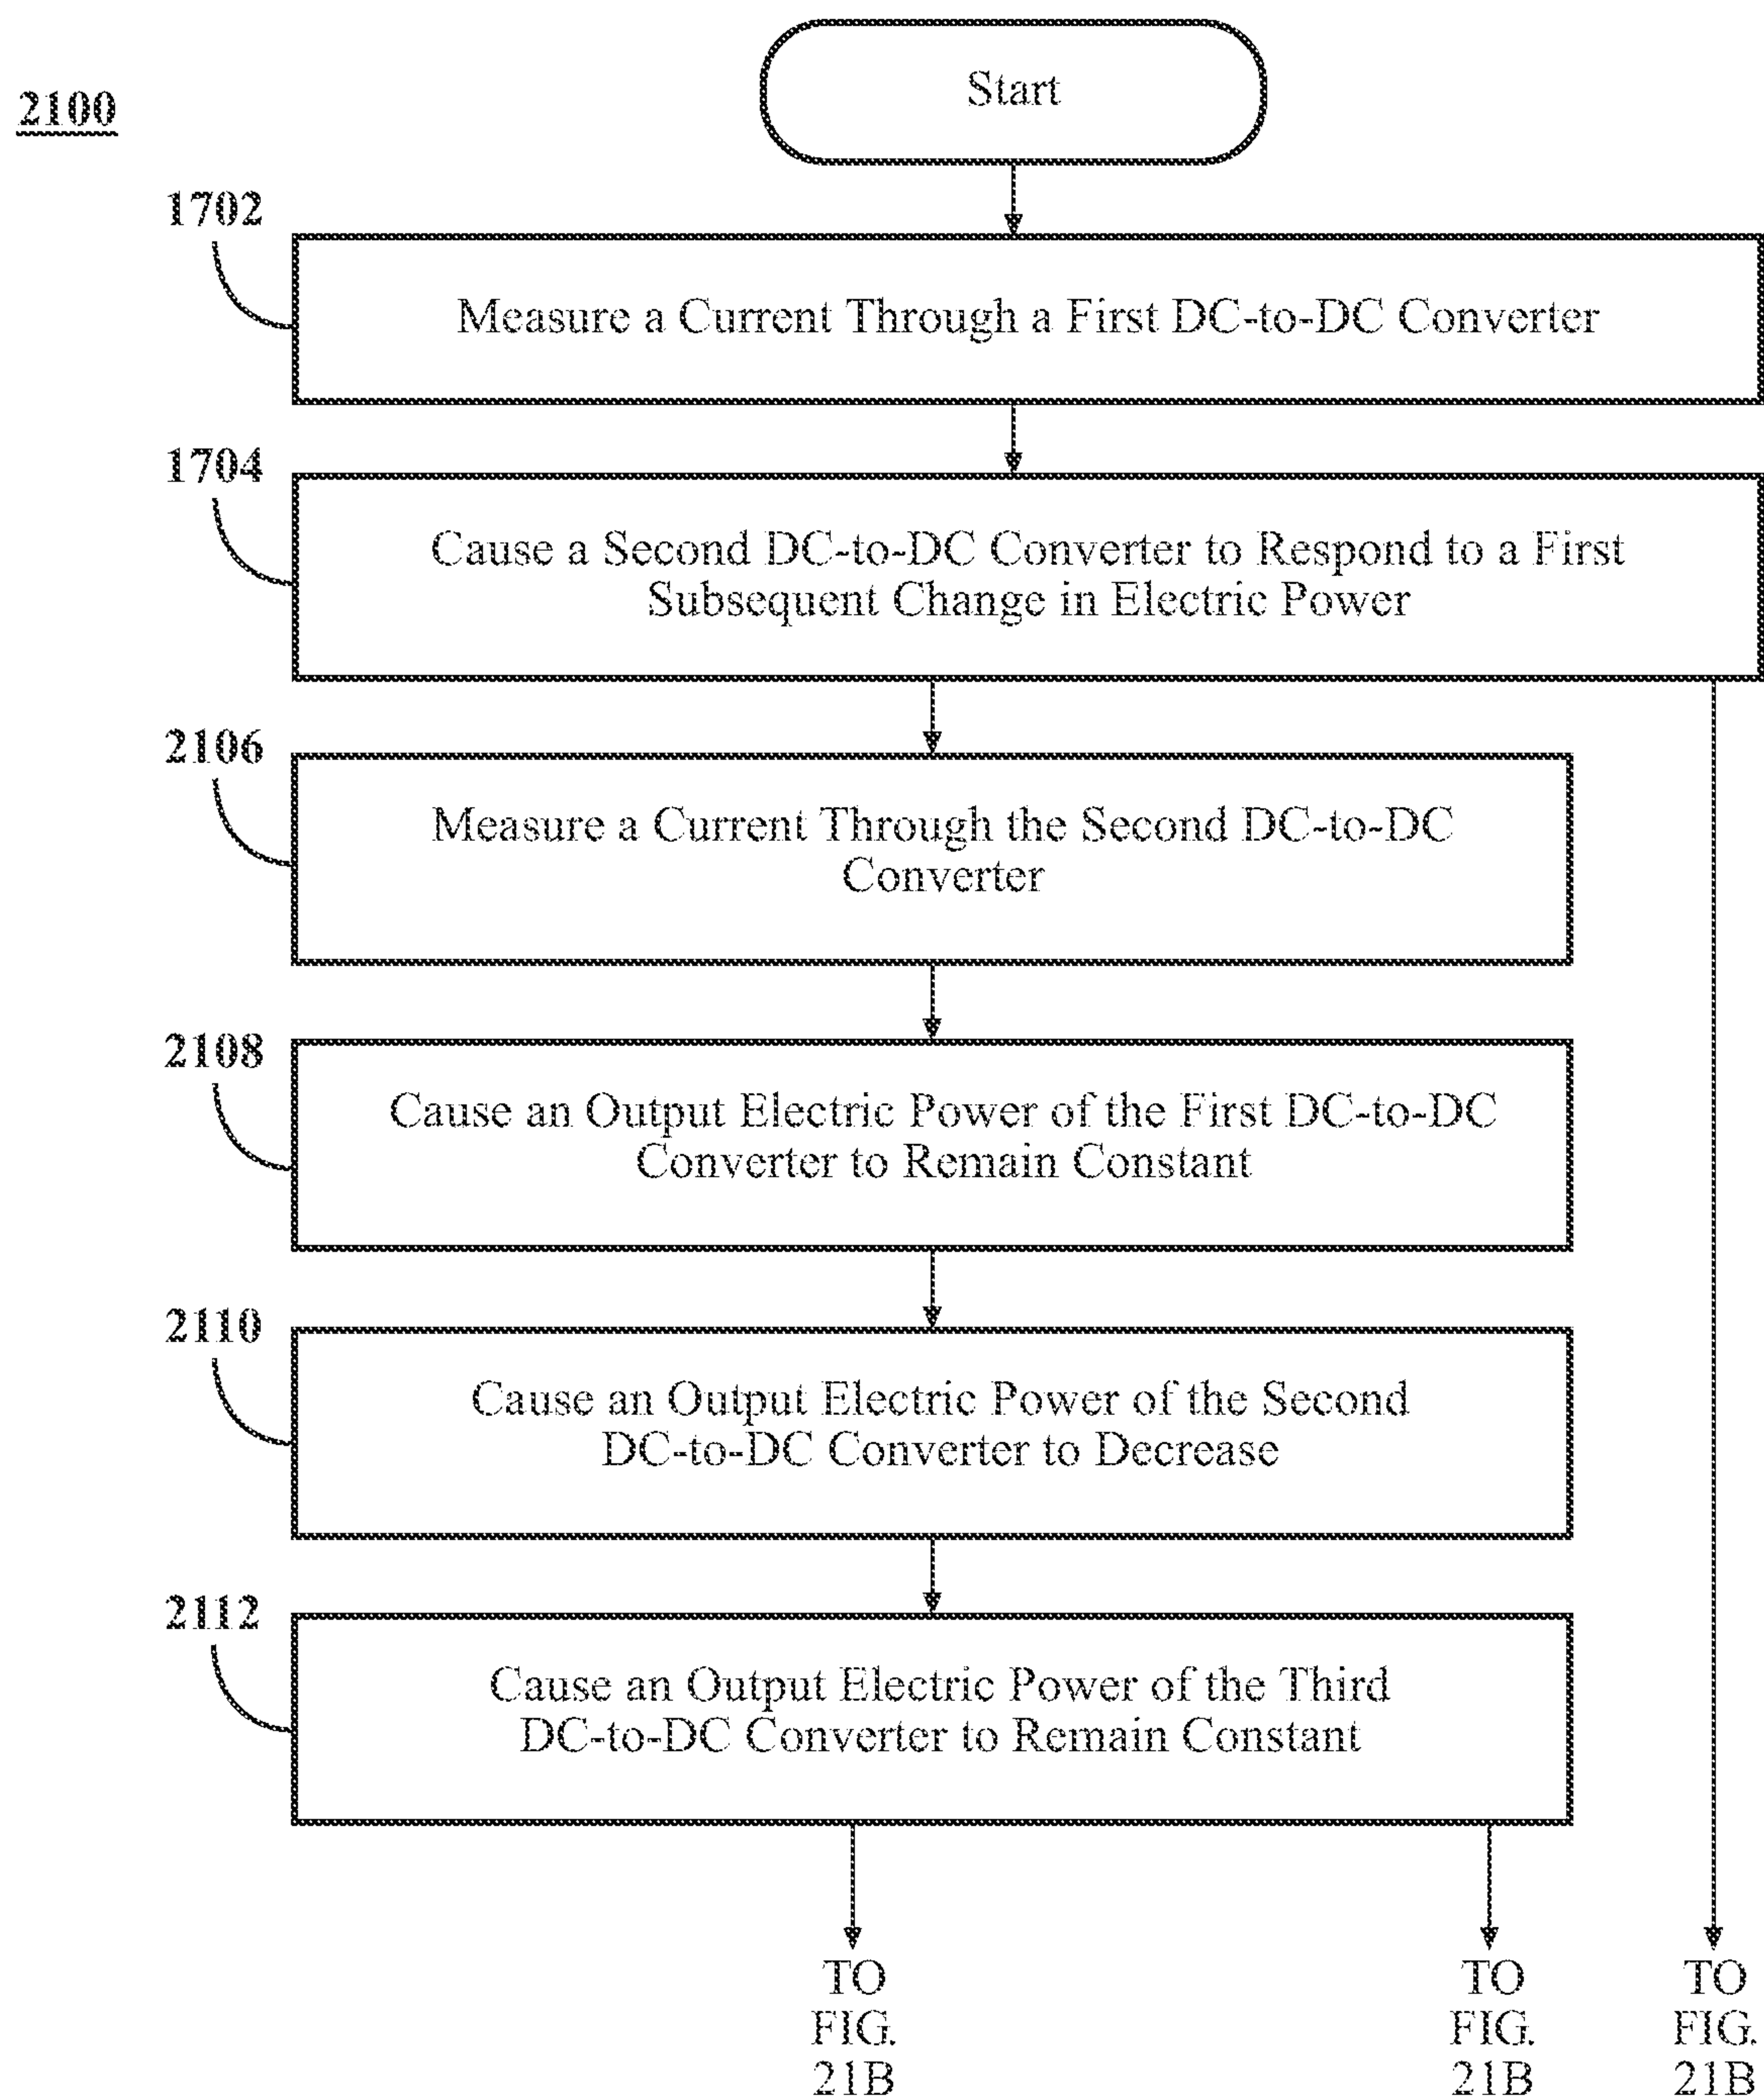 2100
Start
1702
Measure a Current Through a First DC-to-DC Converter
1704
Cause a Second DC-to-DC Converter to Respond to a First
Subsequent Change in Electric Power
2106
Measure a Current Through the Second DC-to-DC
Converter
2108
Cause an Output Electric Power of the First DC-to-DC
Converter to Remain Constant
2110
Cause an Output Electric Power of the Second
DC-to-DC Converter to Decrease
2112
Cause an Output Electric Power of the Third
DC-to-DC Converter to Remain Constant
TO
FIG.
21B
TO
FIG.
21B
TO
FIG.
21B